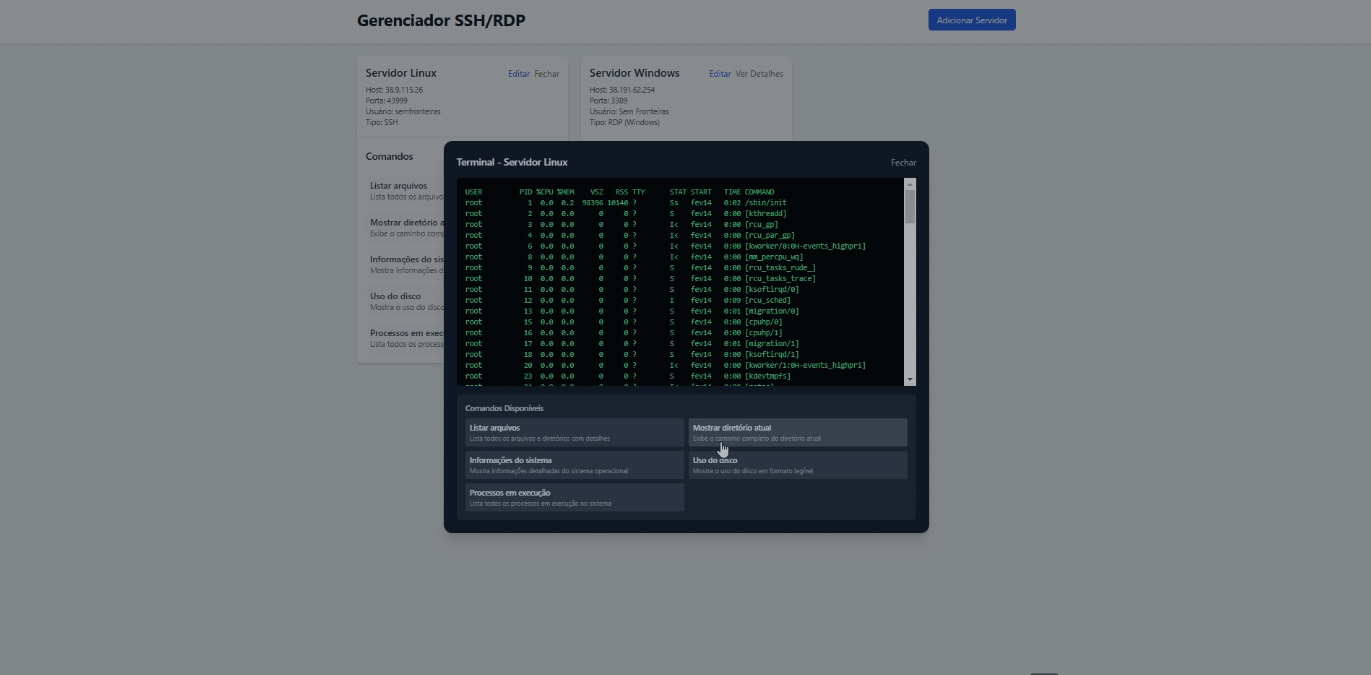 Gerenciador SSH/RDP
Adicionar Servidor
Servidor Linux
Editar Fechar
Host: 38.9.115.26
Porta: 43999
Usuário: semfronteiras
Tipo: SSH
Servidor Windows
Editar Ver Detalhes
Host: 38.191.62.254
Porta: 3389
Usuário: Sem Fronteiras
Tipo: RDP (Windows)
Comandos
Listar arquivos
Lista todos os arquivo
Mostrar diretório a
Exibe o caminho com
Informações do sis
Mostra informações d
Uso do disco
Mostra o uso do disco
Processos em exec
Lista todos os process
Terminal - Servidor Linux
Fechar
USER PID %CPU %MEM VSZ RSS TTY STAT START TIME COMMAND
root 1 0.0 0.2 98396 10140 ? Ss fev14 0:02 /sbin/init
root 2 0.0 0.0 0 0 ? S fev14 0:00 [kthreadd]
root 3 0.0 0.0 0 0 ? I< fev14 0:00 [rcu_gp]
root 4 0.0 0.0 0 0 ? I< fev14 0:00 [rcu_par_gp]
root 6 0.0 0.0 0 0 ? I< fev14 0:00 [kworker/0:0H-events_highpri]
root 8 0.0 0.0 0 0 ? I< fev14 0:00 [mm_percpu_wq]
root 9 0.0 0.0 0 0 ? S fev14 0:00 [rcu_tasks_rude_]
root 10 0.0 0.0 0 0 ? S fev14 0:00 [rcu_tasks_trace]
root 11 0.0 0.0 0 0 ? S fev14 0:00 [ksoftirqd/0]
root 12 0.0 0.0 0 0 ? I fev14 0:09 [rcu_sched]
root 13 0.0 0.0 0 0 ? S fev14 0:01 [migration/0]
root 15 0.0 0.0 0 0 ? S fev14 0:00 [cpuhp/0]
root 16 0.0 0.0 0 0 ? S fev14 0:00 [cpuhp/1]
root 17 0.0 0.0 0 0 ? S fev14 0:01 [migration/1]
root 18 0.0 0.0 0 0 ? S fev14 0:00 [ksoftirqd/1]
root 20 0.0 0.0 0 0 ? I< fev14 0:00 [kworker/1:0H-events_highpri]
root 23 0.0 0.0 0 0 ? S fev14 0:00 [kdevtmpfs]
Comandos Disponíveis
Listar arquivos
Lista todos os arquivos e diretórios com detalhes
Mostrar diretório atual
Exibe o caminho completo do diretório atual
Informações do sistema
Mostra informações detalhadas do sistema operacional
Uso do disco
Mostra o uso do disco em formato legível
Processos em execução
Lista todos os processos em execução no sistema